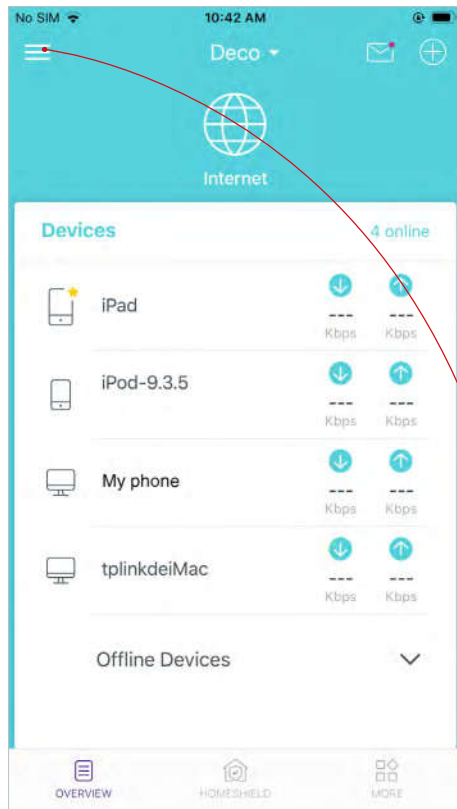 No SIM 10:42 AM
Deco
Internet
Devices 4 online
iPad
--- ---
Kbps Kbps
iPod-9.3.5
--- ---
Kbps Kbps
My phone
--- ---
Kbps Kbps
tplinkdeiMac
--- ---
Kbps Kbps
Offline Devices
OVERVIEW HOMESHIELD MORE